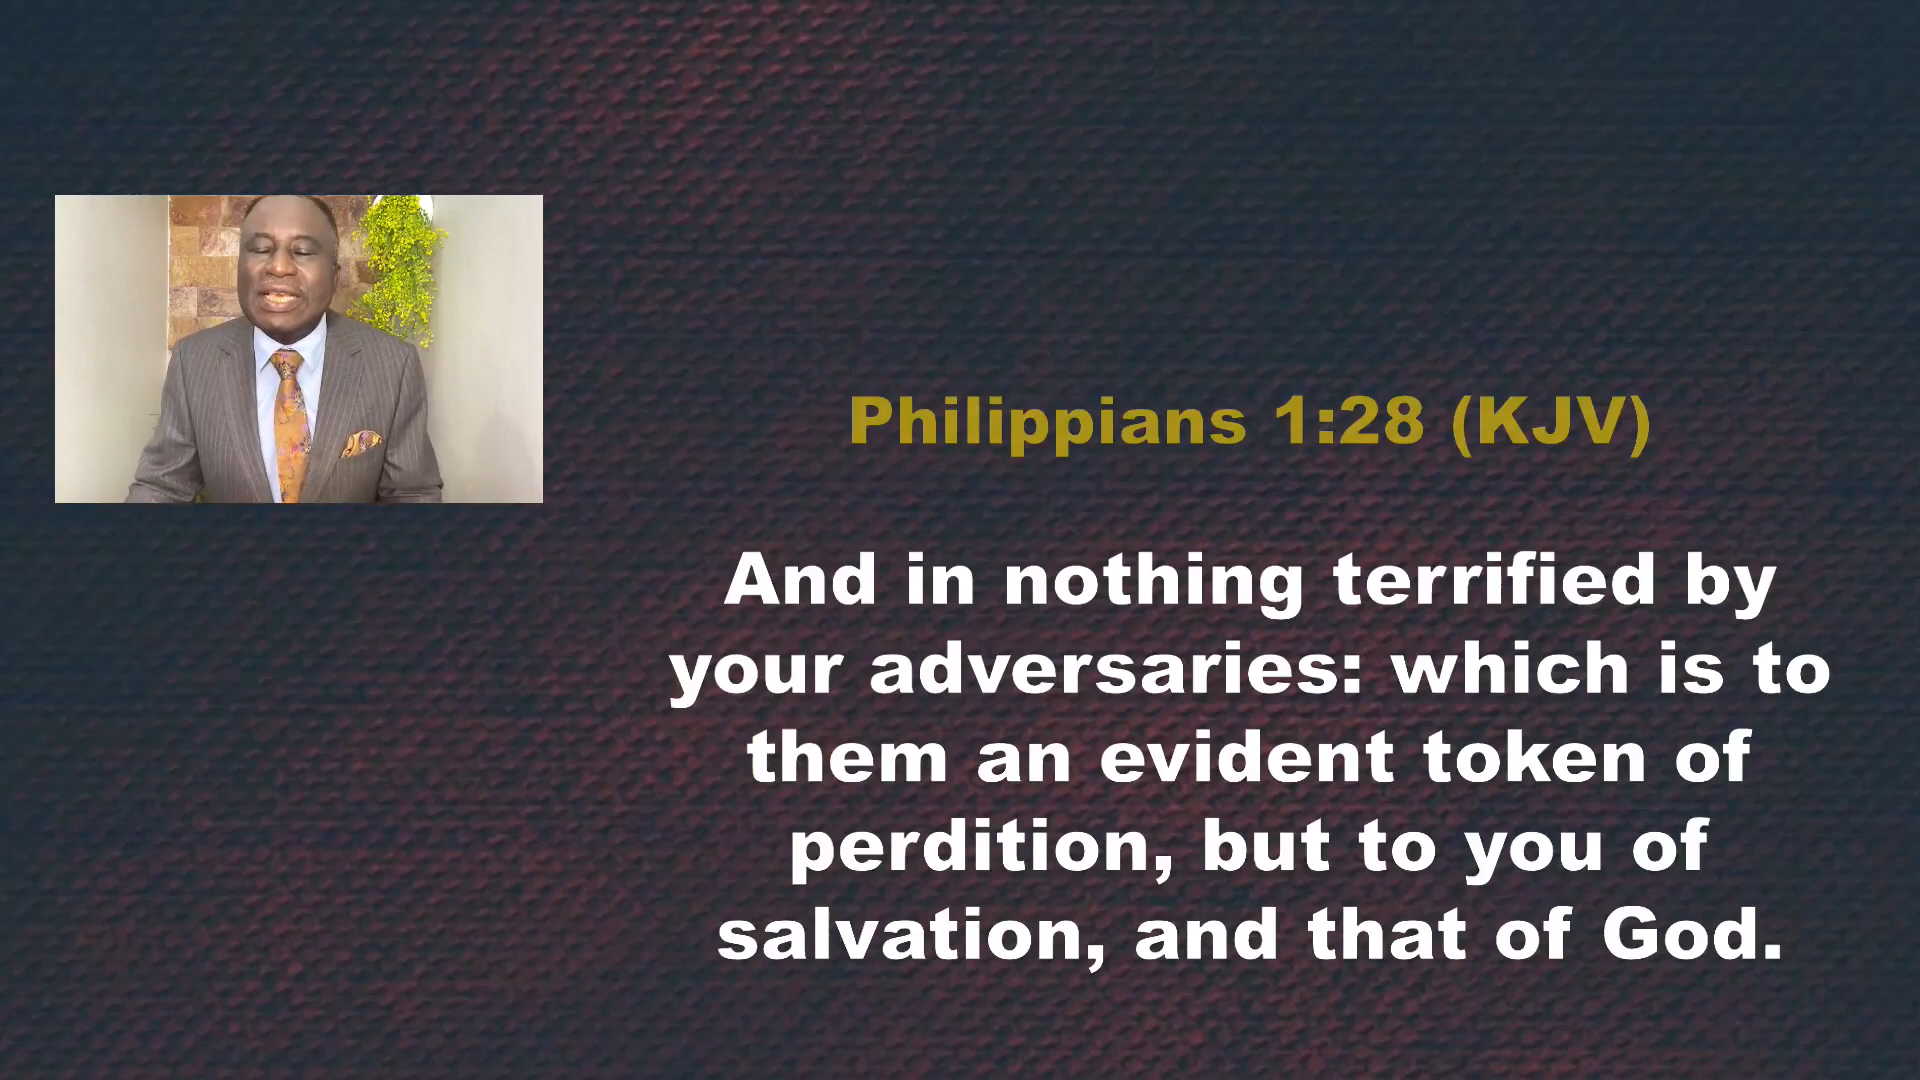 Philippians 1:28 (KJV)
And in nothing terrified by
your adversaries: which is to
them an evident token of
perdition, but to you of
salvation, and that of God.